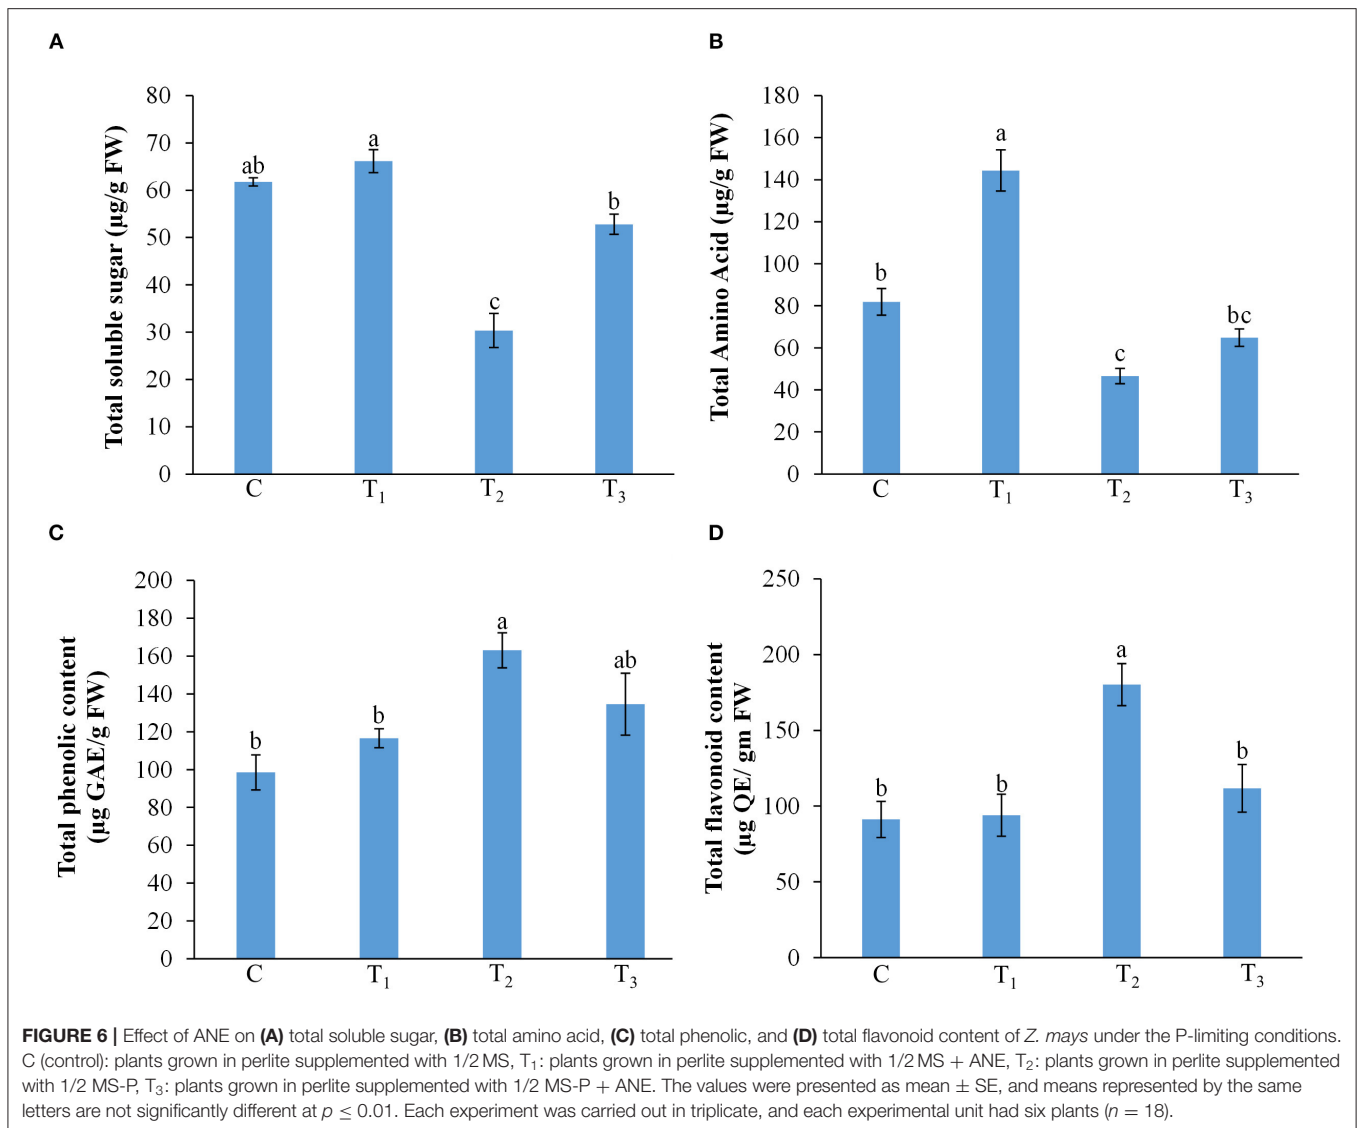 A
Total soluble sugar (µg/g FW)
80
70
60
50
40
30
20
10
0
ab
a
c
b
C
T₁
T₂
T₃
B
Total Amino Acid (µg/g FW)
180
160
140
120
100
80
60
40
20
0
b
a
c
bc
C
T₁
T₂
T₃
C
Total phenolic content
(µg GAE/g FW)
200
180
160
140
120
100
80
60
40
20
0
b
b
a
ab
C
T₁
T₂
T₃
D
Total flavonoid content
(µg QE/ gm FW
250
200
150
100
50
0
b
b
a
b
C
T₁
T₂
T₃
FIGURE 6 | Effect of ANE on (A) total soluble sugar, (B) total amino acid, (C) total phenolic, and (D) total flavonoid content of Z. mays under the P-limiting conditions.
C (control): plants grown in perlite supplemented with 1/2 MS, T₁: plants grown in perlite supplemented with 1/2 MS + ANE, T₂: plants grown in perlite supplemented
with 1/2 MS-P, T₃: plants grown in perlite supplemented with 1/2 MS-P + ANE. The values were presented as mean ± SE, and means represented by the same
letters are not significantly different at p ≤ 0.01. Each experiment was carried out in triplicate, and each experimental unit had six plants (n = 18).